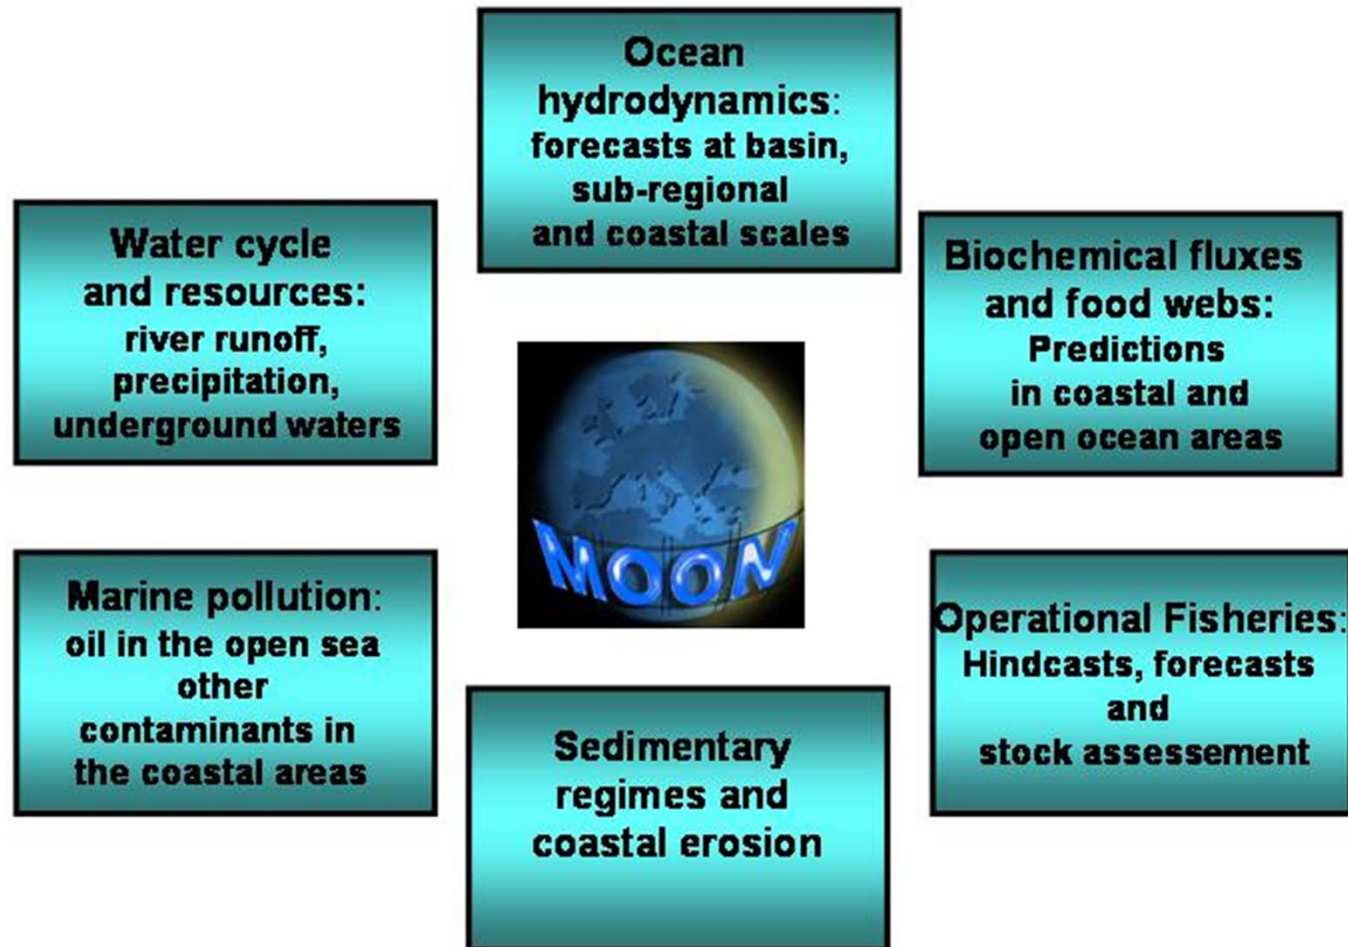 Ocean
hydrodynamics:
forecasts at basin,
sub-regional
and coastal scales
Water cycle
and resources:
river runoff,
precipitation,
underground waters
Biochemical fluxes
and food webs:
Predictions
in coastal and
open ocean areas
MOON
Marine pollution:
oil in the open sea
other
contaminants in
the coastal areas
Operational Fisheries:
Hindcasts, forecasts
and
stock assessement
Sedimentary
regimes and
coastal erosion